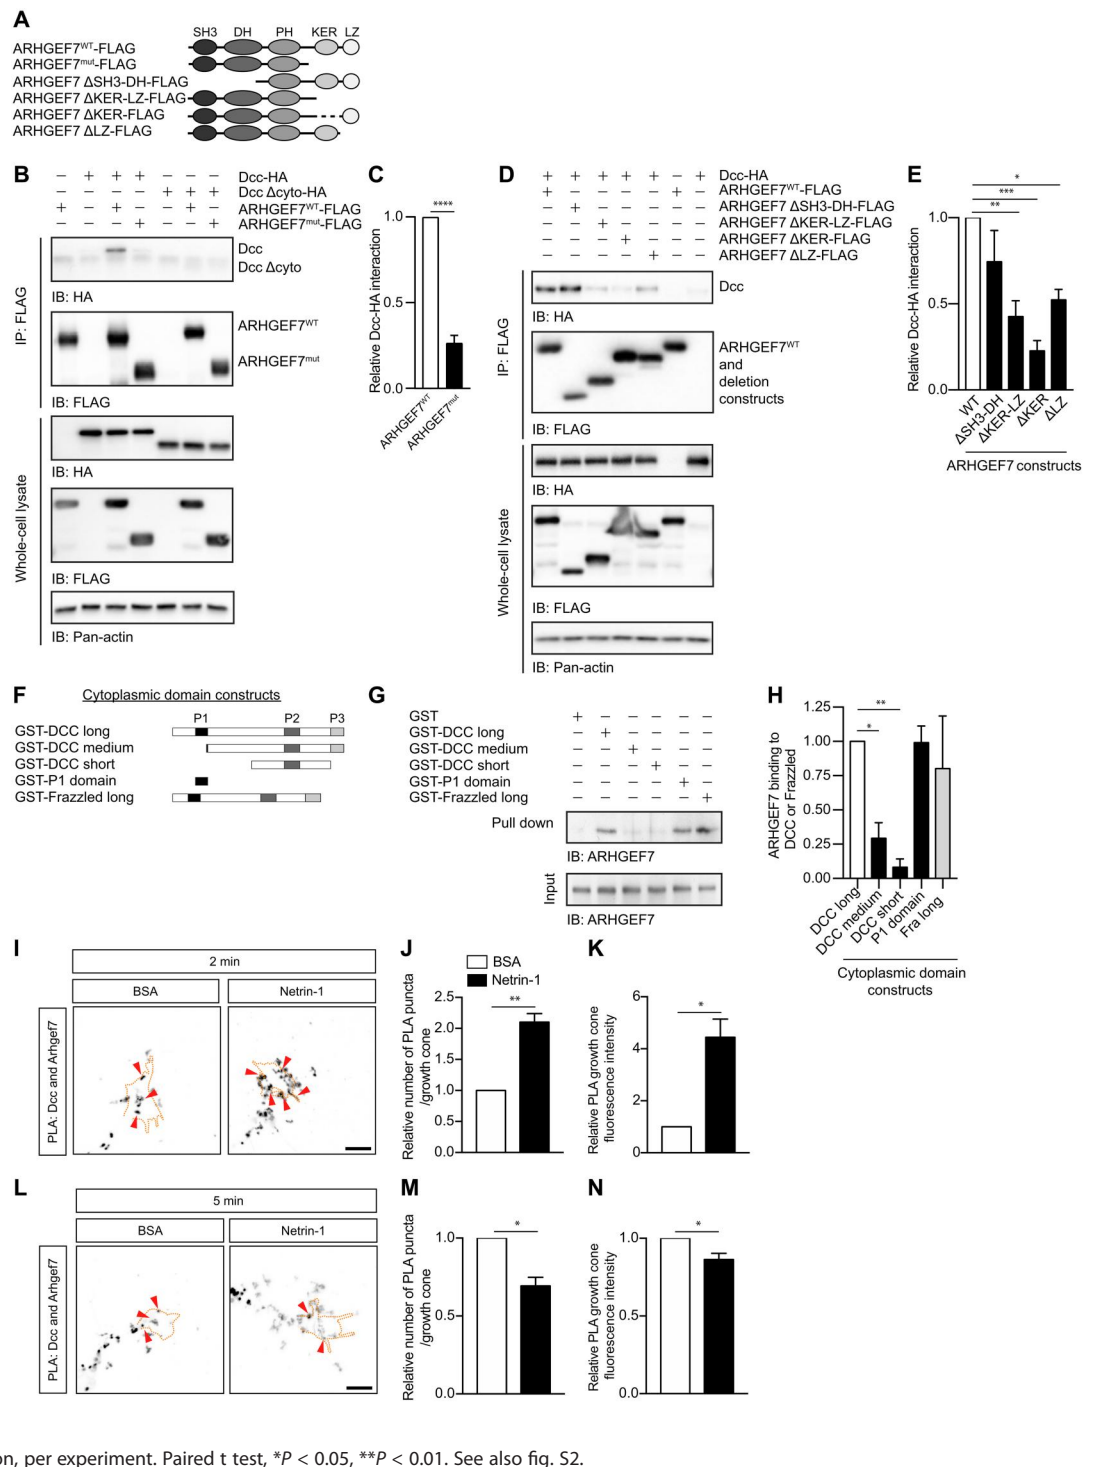 A
SH3 DH PH KER LZ
ARHGEF7WT-FLAG
ARHGEF7mut-FLAG
ARHGEF7 ΔSH3-DH-FLAG
ARHGEF7 ΔKER-LZ-FLAG
ARHGEF7 ΔKER-FLAG
ARHGEF7 ΔLZ-FLAG
B
– + + + – – – Dcc-HA
– – – – + + + Dcc Δcyto-HA
+ – + – – + – ARHGEF7WT-FLAG
– – – + – – + ARHGEF7mut-FLAG
IP: FLAG
Dcc
Dcc Δcyto
IB: HA
ARHGEF7WT
ARHGEF7mut
IB: FLAG
Whole-cell lysate
IB: HA
IB: FLAG
IB: Pan-actin
C
****
Relative Dcc-HA interaction
1.0
0.5
0.0
ARHGEF7WT
ARHGEF7mut
D
+ + + + + – + Dcc-HA
+ – – – – + – ARHGEF7WT-FLAG
– + – – – – – ARHGEF7 ΔSH3-DH-FLAG
– – + – – – – ARHGEF7 ΔKER-LZ-FLAG
– – – + – – – ARHGEF7 ΔKER-FLAG
– – – – + – – ARHGEF7 ΔLZ-FLAG
IP: FLAG
Dcc
IB: HA
ARHGEF7WT
and
deletion
constructs
IB: FLAG
Whole-cell lysate
IB: HA
IB: FLAG
IB: Pan-actin
E
*
***
**
Relative Dcc-HA interaction
1.0
0.5
0.0
WT
ΔSH3-DH
ΔKER-LZ
ΔKER
ΔLZ
ARHGEF7 constructs
F
Cytoplasmic domain constructs
P1 P2 P3
GST-DCC long
GST-DCC medium
GST-DCC short
GST-P1 domain
GST-Frazzled long
G
GST + – – – – –
GST-DCC long – + – – – –
GST-DCC medium – – + – – –
GST-DCC short – – – + – –
GST-P1 domain – – – – + –
GST-Frazzled long – – – – – +
Pull down
IB: ARHGEF7
Input
IB: ARHGEF7
H
**
*
ARHGEF7 binding to
DCC or Frazzled
1.25
1.00
0.75
0.50
0.25
0.00
DCC long
DCC medium
DCC short
P1 domain
Fra long
Cytoplasmic domain
constructs
I
2 min
BSA Netrin-1
PLA: Dcc and Arhgef7
J
BSA
Netrin-1
**
Relative number of PLA puncta
/growth cone
2.5
2.0
1.5
1.0
0.5
0.0
K
*
Relative PLA growth cone
fluorescence intensity
6
4
2
0
L
5 min
BSA Netrin-1
PLA: Dcc and Arhgef7
M
*
Relative number of PLA puncta
/growth cone
1.0
0.5
0.0
N
*
Relative PLA growth cone
fluorescence intensity
1.0
0.5
0.0
on, per experiment. Paired t test, *P < 0.05, **P < 0.01. See also fig. S2.